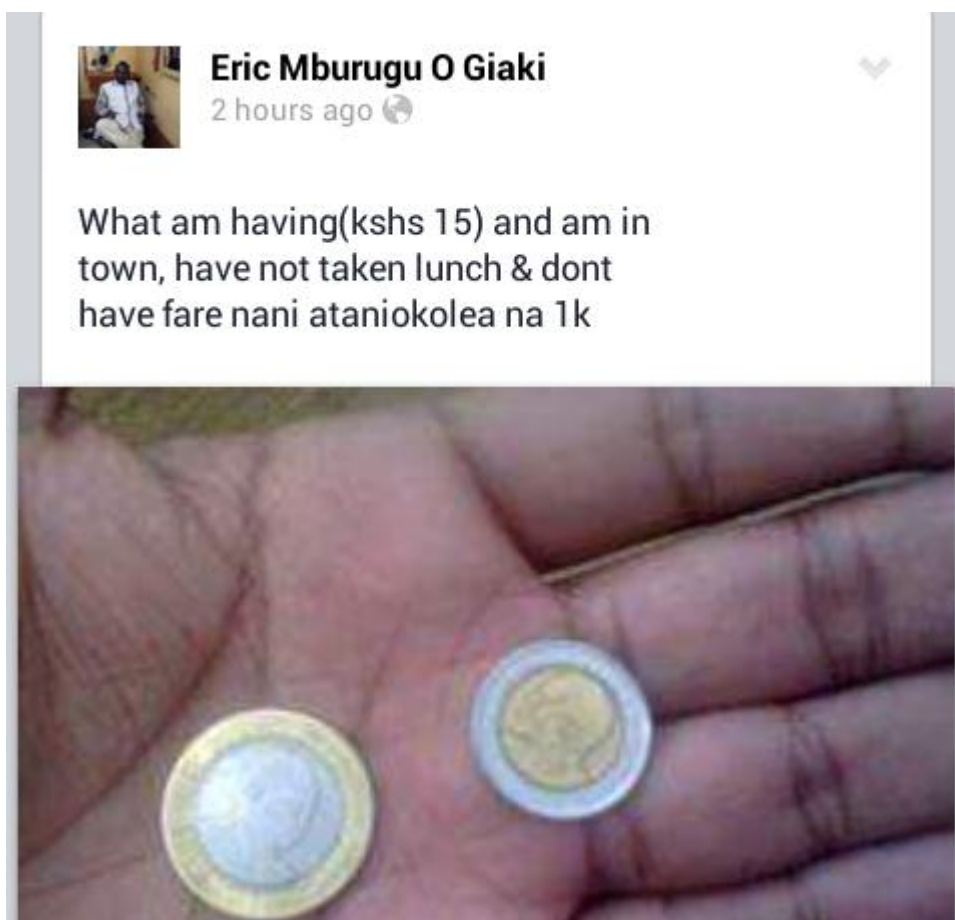 Eric Mburugu O Giaki
2 hours ago
What am having(kshs 15) and am in
town, have not taken lunch & dont
have fare nani ataniokolea na 1k